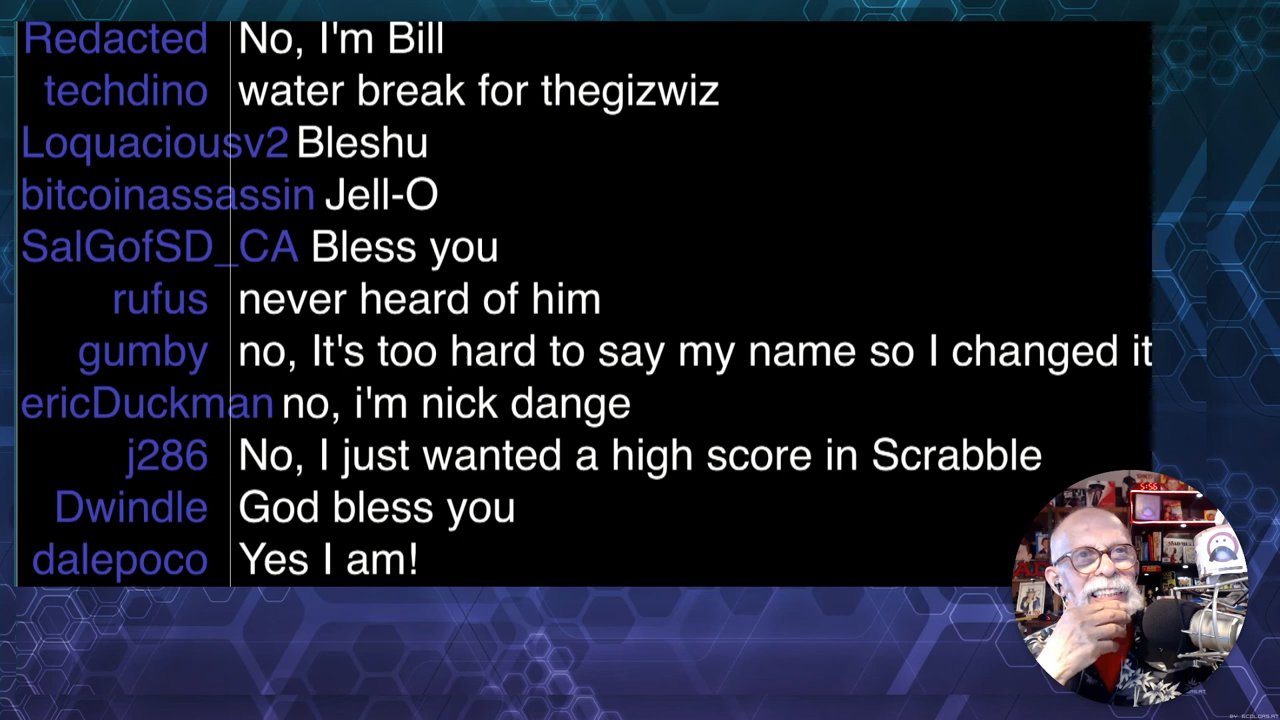 Redacted No, I'm Bill
techdino water break for thegizwiz
Loquaciousv2 Bleshu
bitcoinassassin Jell-O
SalGofSD_CA Bless you
rufus never heard of him
gumby no, It's too hard to say my name so I changed it
ericDuckman no, i'm nick dange
j286 No, I just wanted a high score in Scrabble
Dwindle God bless you
dalepoco Yes I am!
5:56